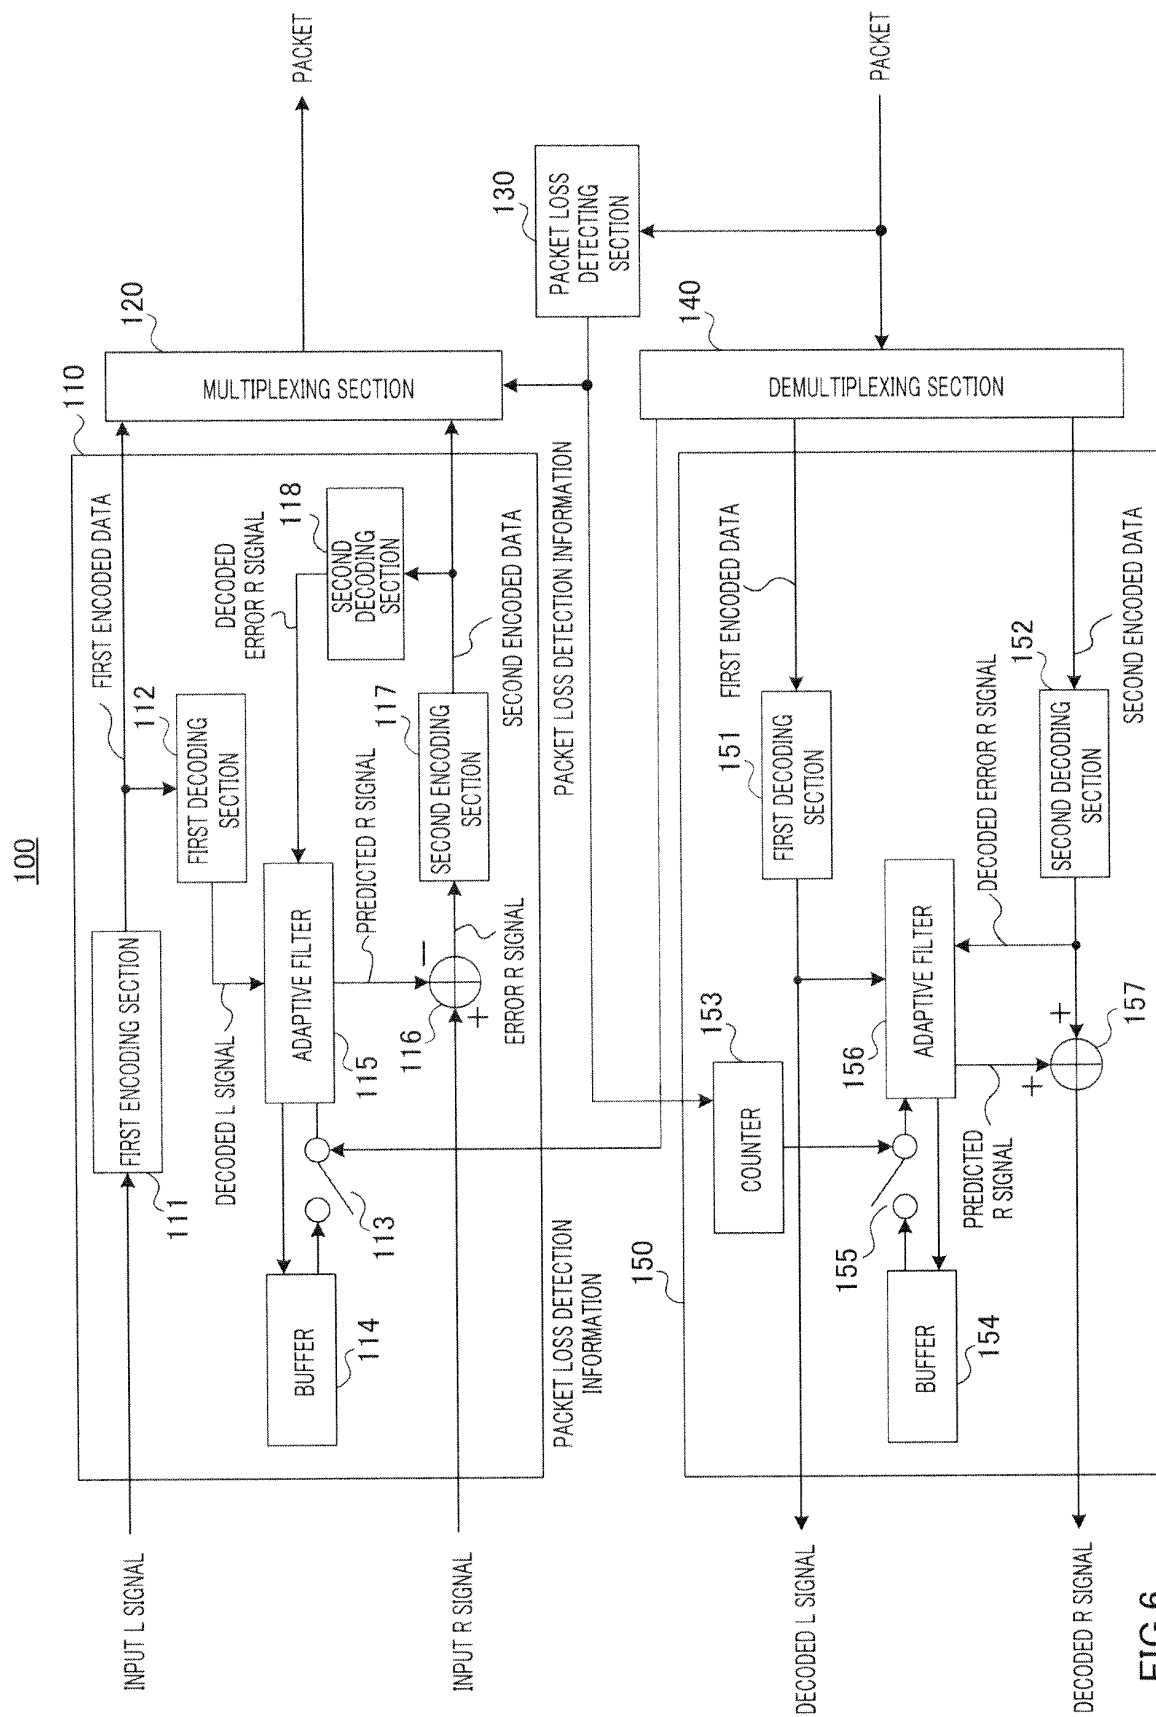 100
INPUT L SIGNAL
INPUT R SIGNAL
110
FIRST ENCODING SECTION
111
FIRST ENCODED DATA
112
FIRST DECODING
SECTION
DECODED L SIGNAL
ADAPTIVE FILTER
115
BUFFER
114
113
PREDICTED R SIGNAL
−
+
116
ERROR R SIGNAL
117
SECOND ENCODING
SECTION
SECOND ENCODED DATA
118
SECOND
DECODING
SECTION
DECODED
ERROR R SIGNAL
120
MULTIPLEXING SECTION
PACKET
PACKET LOSS DETECTION INFORMATION
PACKET LOSS DETECTION
INFORMATION
130
PACKET LOSS
DETECTING
SECTION
PACKET
140
DEMULTIPLEXING SECTION
150
FIRST ENCODED DATA
151
FIRST DECODING
SECTION
SECOND ENCODED DATA
152
SECOND DECODING
SECTION
DECODED ERROR R SIGNAL
153
COUNTER
155
156
ADAPTIVE FILTER
BUFFER
154
PREDICTED
R SIGNAL
+
+
157
DECODED L SIGNAL
DECODED R SIGNAL
FIG.6